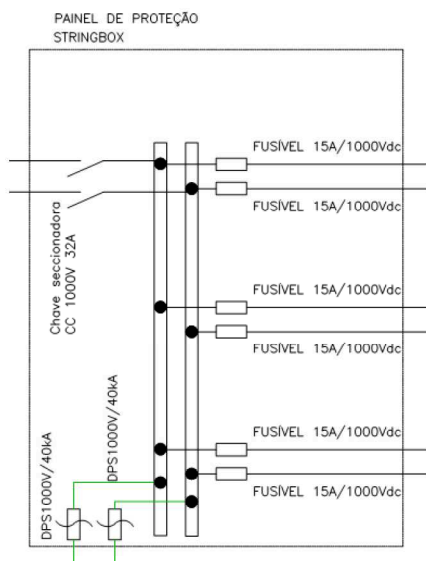 PAINEL DE PROTEÇÃO
STRINGBOX
FUSÍVEL 15A/1000Vdc
FUSÍVEL 15A/1000Vdc
Chave seccionadora
CC 1000V 32A
FUSÍVEL 15A/1000Vdc
FUSÍVEL 15A/1000Vdc
FUSÍVEL 15A/1000Vdc
FUSÍVEL 15A/1000Vdc
DPS1000V/40kA
DPS1000V/40kA